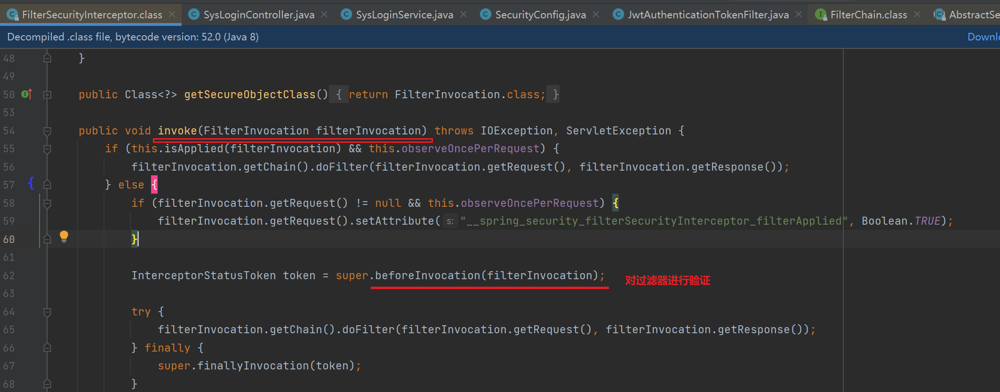 FilterSecurityInterceptor.class SysLoginController.java SysLoginService.java SecurityConfig.java JwtAuthenticationTokenFilter.java FilterChain.class AbstractSe
Decompiled .class file, bytecode version: 52.0 (Java 8) Downlo
48 }
49
50 public Class<?> getSecureObjectClass() { return FilterInvocation.class; }
53
54 public void invoke(FilterInvocation filterInvocation) throws IOException, ServletException {
55 if (this.isApplied(filterInvocation) && this.observeOncePerRequest) {
56 filterInvocation.getChain().doFilter(filterInvocation.getRequest(), filterInvocation.getResponse());
57 } else {
58 if (filterInvocation.getRequest() != null && this.observeOncePerRequest) {
59 filterInvocation.getRequest().setAttribute( s: "__spring_security_filterSecurityInterceptor_filterApplied", Boolean.TRUE);
60 }
61
62 InterceptorStatusToken token = super.beforeInvocation(filterInvocation); 对过滤器进行验证
63
64 try {
65 filterInvocation.getChain().doFilter(filterInvocation.getRequest(), filterInvocation.getResponse());
66 } finally {
67 super.finallyInvocation(token);
68 }